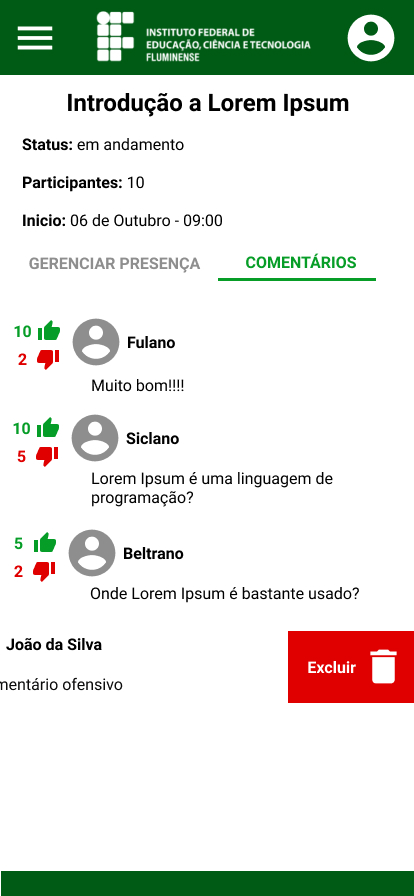 INSTITUTO FEDERAL DE
EDUCAÇÃO, CIÊNCIA E TECNOLOGIA
FLUMINENSE
Introdução a Lorem Ipsum
Status: em andamento
Participantes: 10
Inicio: 06 de Outubro - 09:00
GERENCIAR PRESENÇA
COMENTÁRIOS
10
2
Fulano
Muito bom!!!!
10
5
Siclano
Lorem Ipsum é uma linguagem de
programação?
5
2
Beltrano
Onde Lorem Ipsum é bastante usado?
João da Silva
mentário ofensivo
Excluir